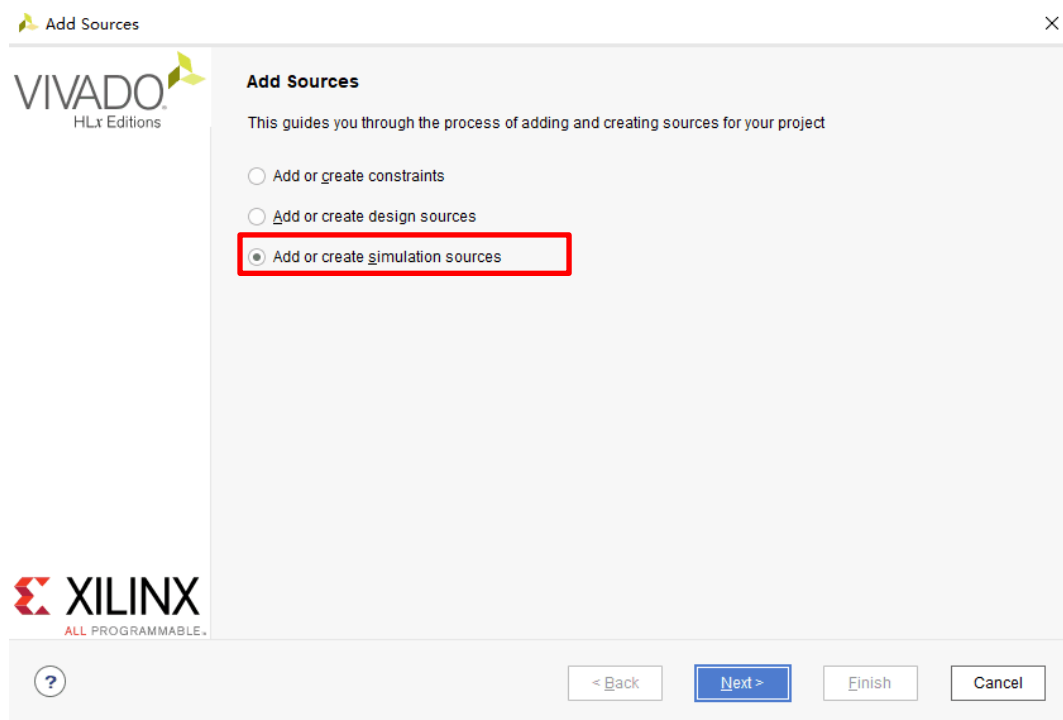 Add Sources
VIVADO.
HLx Editions
Add Sources
This guides you through the process of adding and creating sources for your project
Add or create constraints
Add or create design sources
Add or create simulation sources
XILINX
ALL PROGRAMMABLE.
?
< Back
Next >
Finish
Cancel